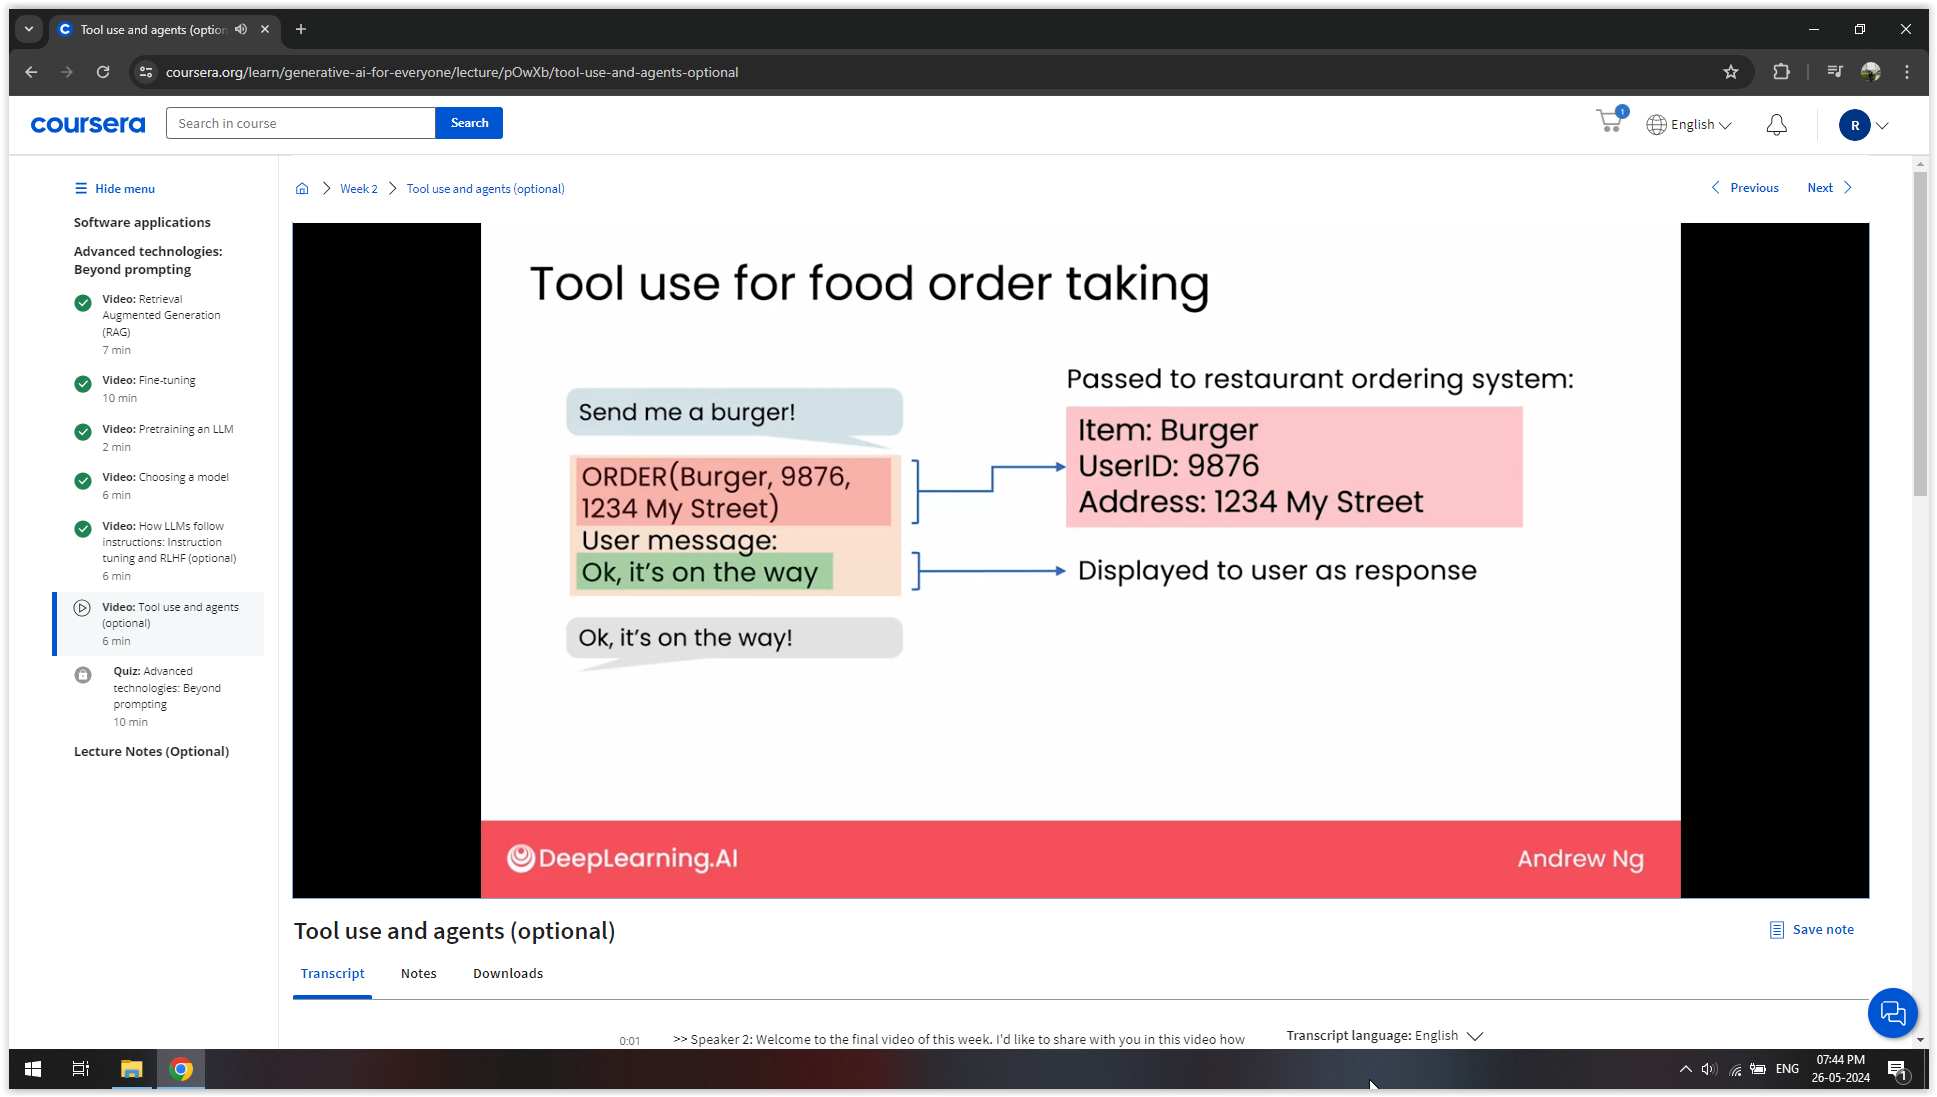 Tool use and agents (option
coursera.org/learn/generative-ai-for-everyone/lecture/pOwXb/tool-use-and-agents-optional
coursera
Search in course
Search
1
English
R
Hide menu
Week 2
Tool use and agents (optional)
Previous
Next
Software applications
Advanced technologies:
Beyond prompting
Video: Retrieval
Augmented Generation
(RAG)
7 min
Video: Fine-tuning
10 min
Video: Pretraining an LLM
2 min
Video: Choosing a model
6 min
Video: How LLMs follow
instructions: Instruction
tuning and RLHF (optional)
6 min
Video: Tool use and agents
(optional)
6 min
Quiz: Advanced
technologies: Beyond
prompting
10 min
Lecture Notes (Optional)
Tool use for food order taking
Send me a burger!
ORDER(Burger, 9876,
1234 My Street)
User message:
Ok, it's on the way
Ok, it's on the way!
Passed to restaurant ordering system:
Item: Burger
UserID: 9876
Address: 1234 My Street
Displayed to user as response
DeepLearning.AI
Andrew Ng
Tool use and agents (optional)
Save note
Transcript
Notes
Downloads
0:01
>> Speaker 2: Welcome to the final video of this week. I'd like to share with you in this video how
Transcript language: English
ENG
07:44 PM
26-05-2024
1